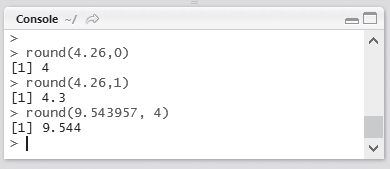 Console ~/
>
> round(4.26,0)
[1] 4
> round(4.26,1)
[1] 4.3
> round(9.543957, 4)
[1] 9.544
>